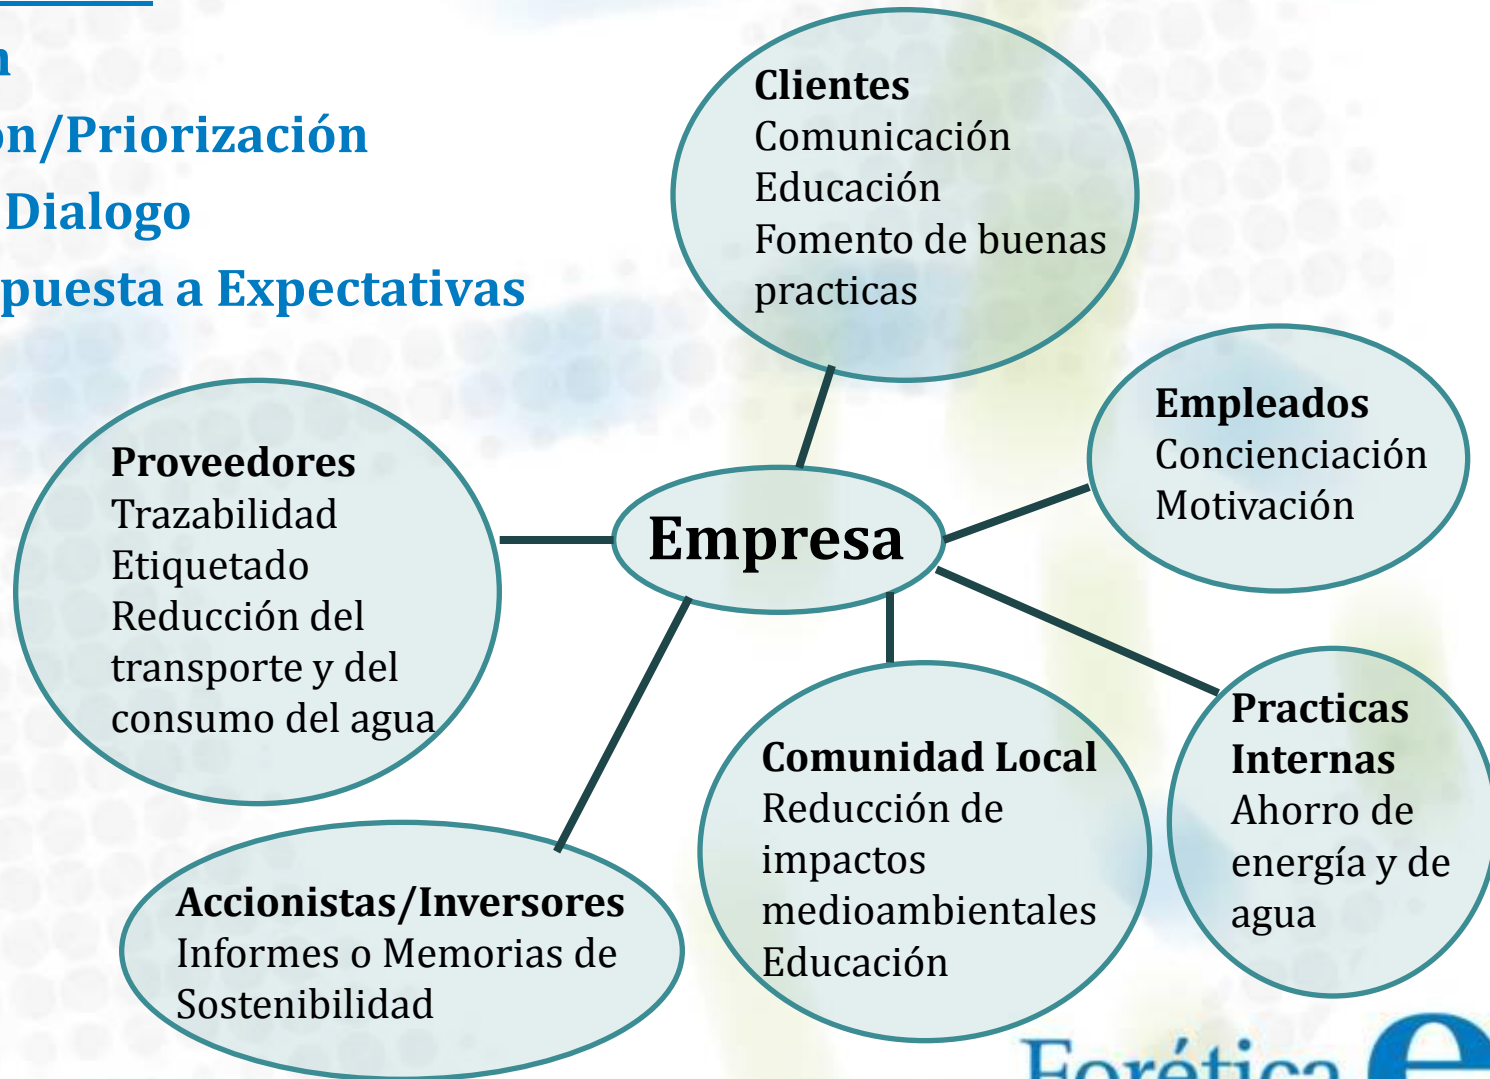 ón/Priorización
Dialogo
puesta a Expectativas
Clientes
Comunicación
Educación
Fomento de buenas
practicas
Empleados
Concienciación
Motivación
Proveedores
Trazabilidad
Etiquetado
Reducción del
transporte y del
consumo del agua
Empresa
Practicas
Internas
Ahorro de
energía y de
agua
Comunidad Local
Reducción de
impactos
medioambientales
Educación
Accionistas/Inversores
Informes o Memorias de
Sostenibilidad
Forética